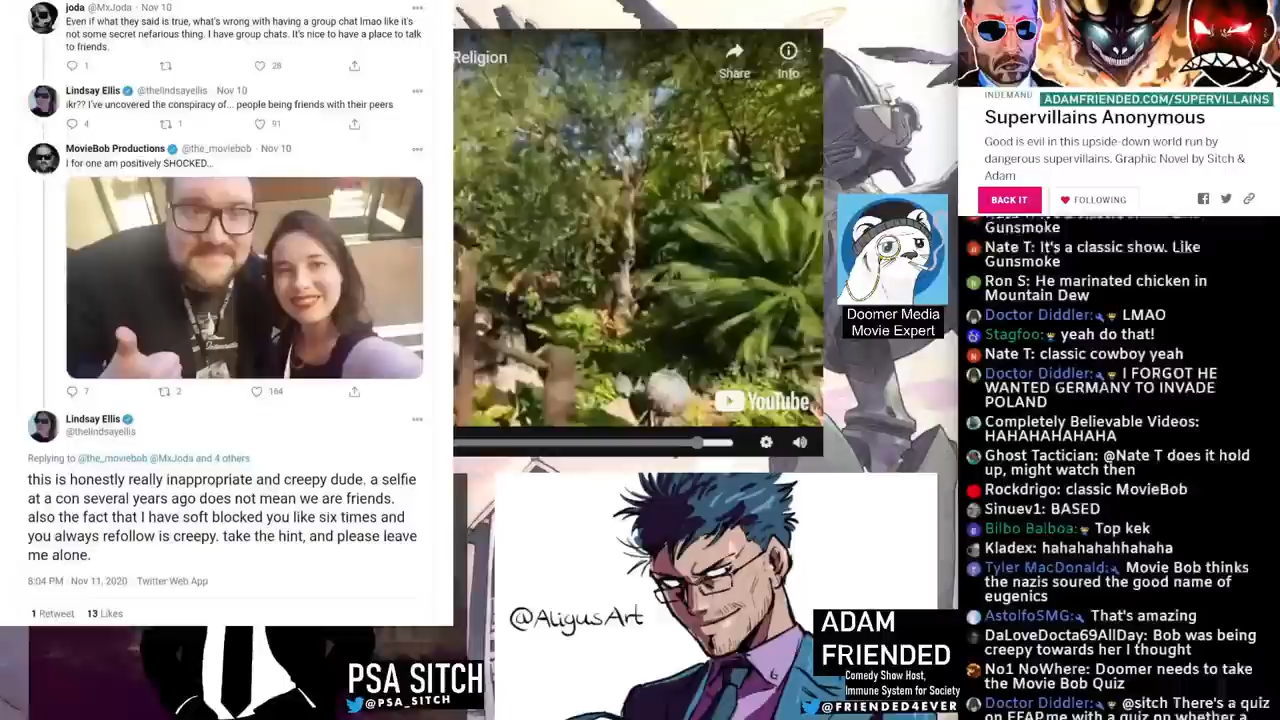 joda @MxJoda · Nov 10
Even if what they said is true, what's wrong with having a group chat lmao like it's
not some secret nefarious thing. I have group chats. It's nice to have a place to talk
to friends.
1 28
Lindsay Ellis @thelindsayellis · Nov 10
ikr?? I've uncovered the conspiracy of... people being friends with their peers
4 1 91
MovieBob Productions @the_moviebob · Nov 10
I for one am positively SHOCKED...
7 2 164
Lindsay Ellis
@thelindsayellis
Replying to @the_moviebob @MxJoda and 4 others
this is honestly really inappropriate and creepy dude. a selfie
at a con several years ago does not mean we are friends.
also the fact that I have soft blocked you like six times and
you always refollow is creepy. take the hint, and please leave
me alone.
8:04 PM · Nov 11, 2020 · Twitter Web App
1 Retweet 13 Likes
Religion
Share Info
YouTube
Doomer Media
Movie Expert
@AligusArt
PSA SITCH
@PSA_SITCH
ADAM
FRIENDED
Comedy Show Host,
Immune System for Society
@FRIENDED4EVER
INDEMAND
ADAMFRIENDED.COM/SUPERVILLAINS
Supervillains Anonymous
Good is evil in this upside-down world run by
dangerous supervillains. Graphic Novel by Sitch &
Adam
BACK IT FOLLOWING
Gunsmoke
Nate T: It's a classic show. Like
Gunsmoke
Ron S: He marinated chicken in
Mountain Dew
Doctor Diddler: LMAO
Stagfoo: yeah do that!
Nate T: classic cowboy yeah
Doctor Diddler: I FORGOT HE
WANTED GERMANY TO INVADE
POLAND
Completely Believable Videos:
HAHAHAHAHAHA
Ghost Tactician: @Nate T does it hold
up, might watch then
Rockdrigo: classic MovieBob
Sinuev1: BASED
Bilbo Balboa: Top kek
Kladex: hahahahahhahaha
Tyler MacDonald: Movie Bob thinks
the nazis soured the good name of
eugenics
AstolfoSMG: That's amazing
DaLoveDocta69AllDay: Bob was being
creepy towards her I thought
No1 NoWhere: Doomer needs to take
the Movie Bob Quiz
Doctor Diddler: @sitch There's a quiz